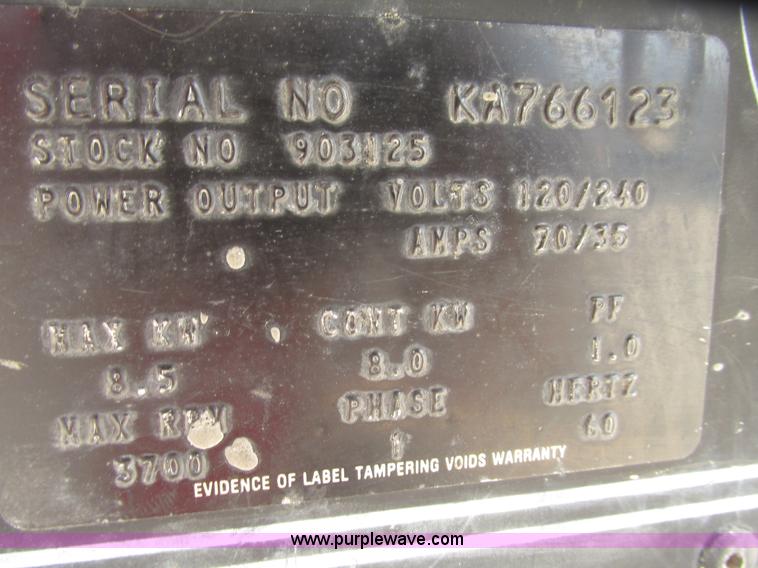 SERIAL NO KA766123
STOCK NO 903125
POWER OUTPUT VOLTS 120/240
AMPS 70/35
MAX KW CONT KW PF
8.5 8.0 1.0
MAX RPM PHASE HERTZ
3700 1 60
EVIDENCE OF LABEL TAMPERING VOIDS WARRANTY
www.purplewave.com